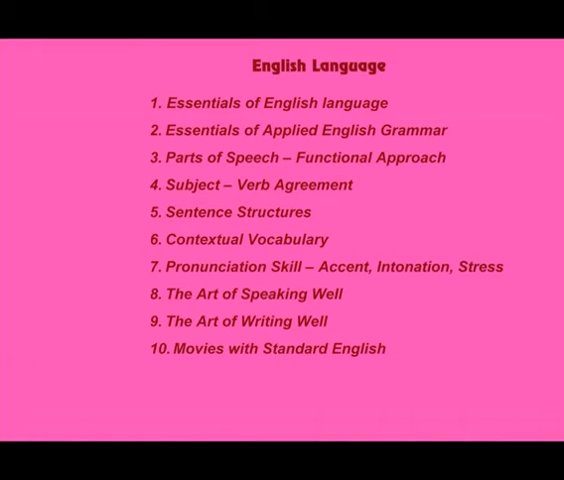 English Language
1. Essentials of English language
2. Essentials of Applied English Grammar
3. Parts of Speech – Functional Approach
4. Subject – Verb Agreement
5. Sentence Structures
6. Contextual Vocabulary
7. Pronunciation Skill – Accent, Intonation, Stress
8. The Art of Speaking Well
9. The Art of Writing Well
10. Movies with Standard English